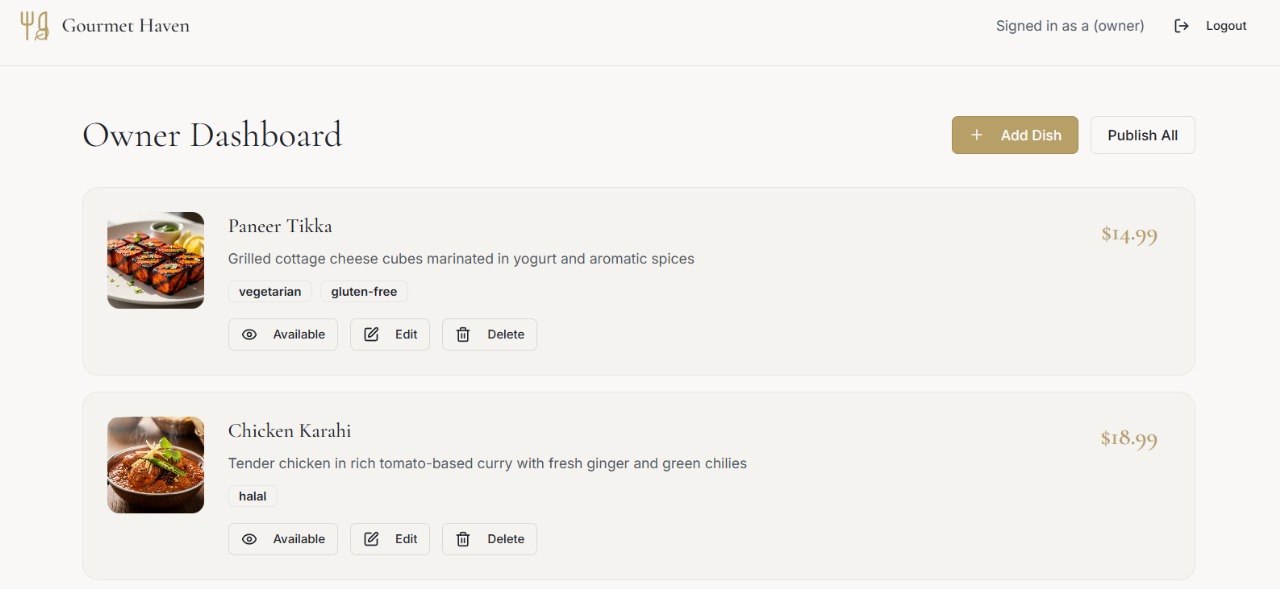 Gourmet Haven
Signed in as a (owner)
Logout
Owner Dashboard
Add Dish
Publish All
Paneer Tikka
$14.99
Grilled cottage cheese cubes marinated in yogurt and aromatic spices
vegetarian gluten-free
Available Edit Delete
Chicken Karahi
$18.99
Tender chicken in rich tomato-based curry with fresh ginger and green chilies
halal
Available Edit Delete